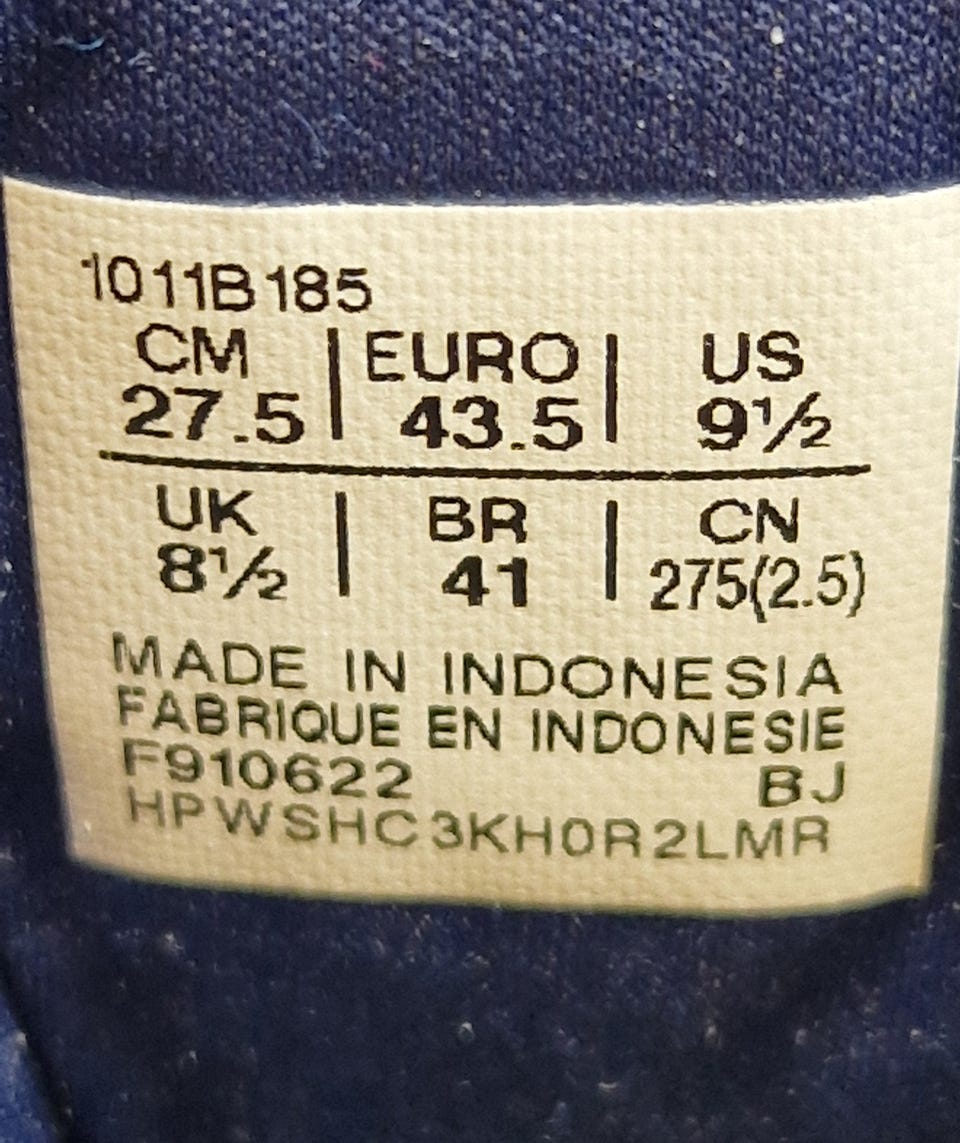 1011B185
CM | EURO | US
27.5 | 43.5 | 9½
UK | BR | CN
8½ | 41 | 275(2.5)
MADE IN INDONESIA
FABRIQUE EN INDONESIE
F910622 BJ
HPWSHC3KH0R2LMR